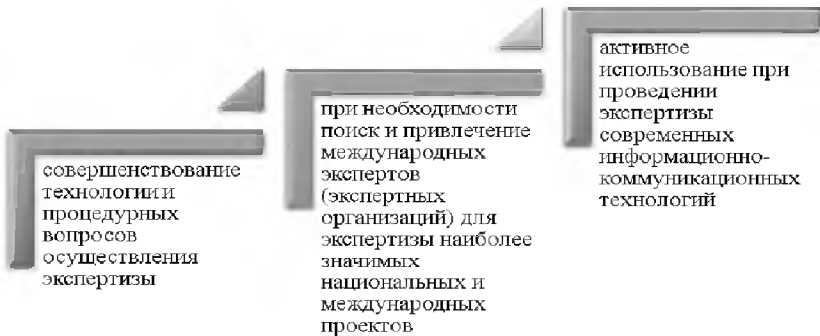 совершенствование
технологии и
процедурных
вопросов
осуществления
экспертизы
при необходимости
поиск и привлечение
международных
экспертов
(экспертных
организаций) для
экспертизы наиболее
значимых
национальных и
международных
проектов
активное
использование при
проведении
экспертизы
современных
информационно-
коммуникационных
технологий